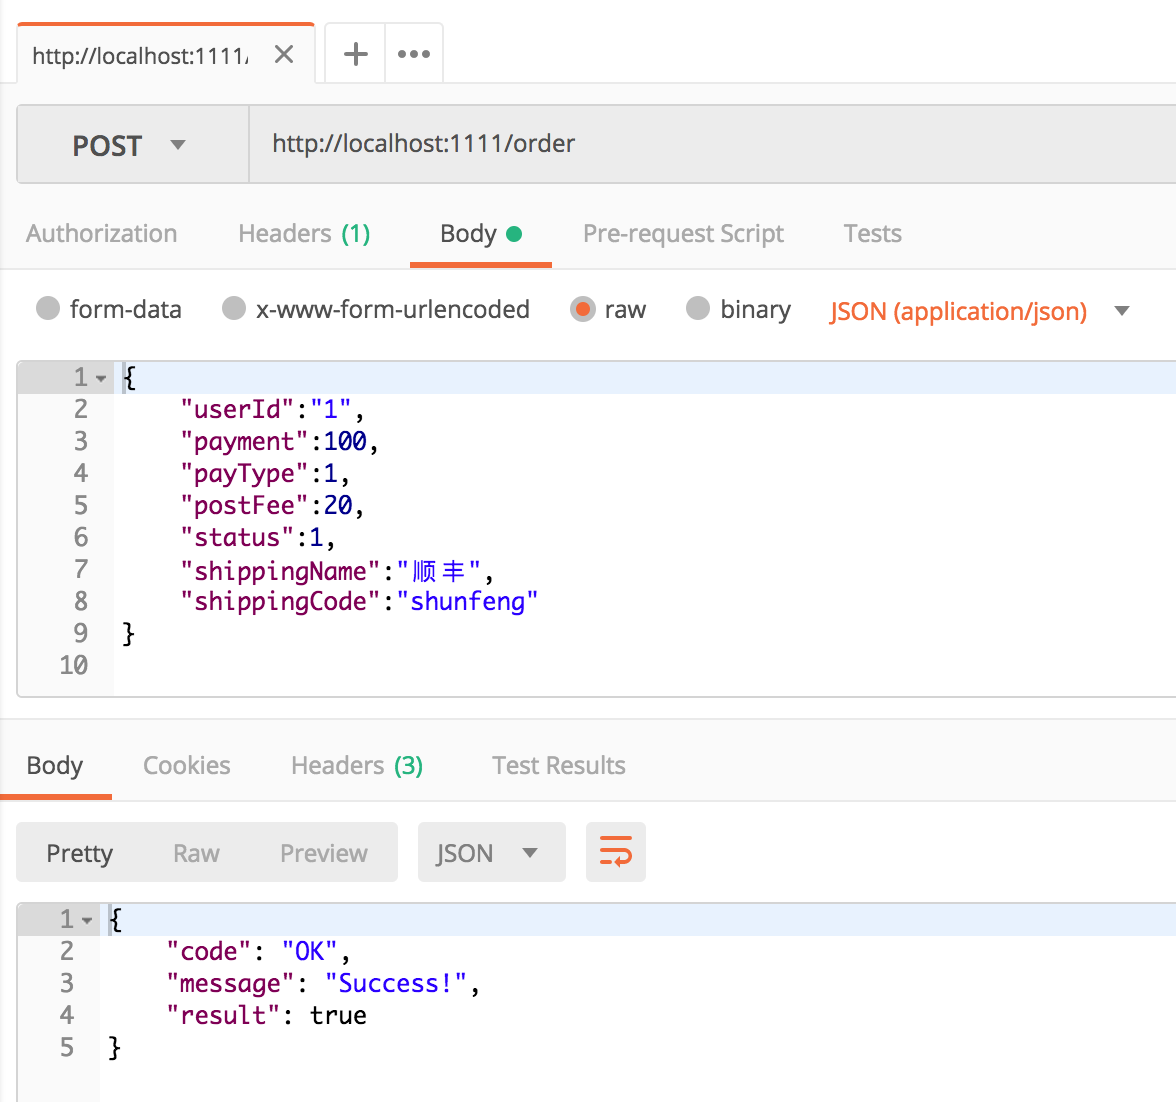 http://localhost:1111/
POST http://localhost:1111/order
Authorization Headers (1) Body Pre-request Script Tests
form-data x-www-form-urlencoded raw binary JSON (application/json)
1 {
2 "userId":"1",
3 "payment":100,
4 "payType":1,
5 "postFee":20,
6 "status":1,
7 "shippingName":"顺丰",
8 "shippingCode":"shunfeng"
9 }
10
Body Cookies Headers (3) Test Results
Pretty Raw Preview JSON
1 {
2 "code": "OK",
3 "message": "Success!",
4 "result": true
5 }